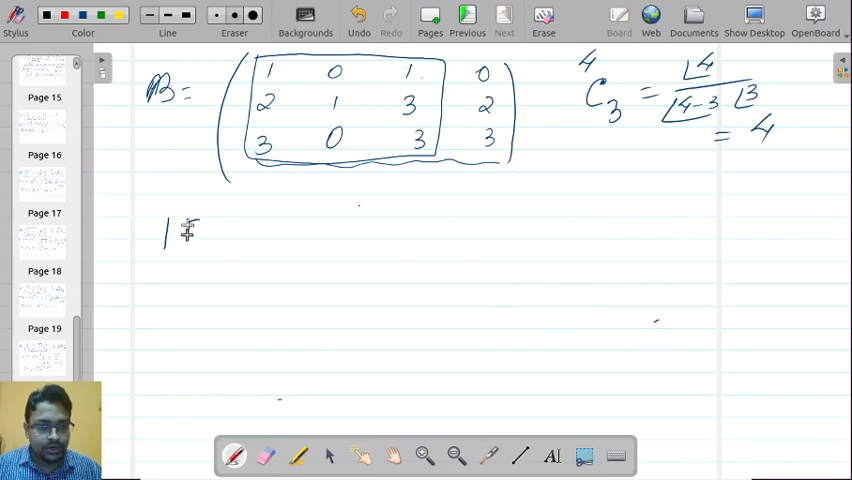 Stylus
Color
Line
Eraser
Backgrounds
Undo
Redo
Pages
Previous
Next
Erase
Board
Web
Documents
Show Desktop
OpenBoard
Page 15
Page 16
Page 17
Page 18
Page 19
B = ( 1 0 1 0
2 1 3 2
3 0 3 3 )
⁴C₃ = ⌊4 / ⌊4-3 ⌊3
= 4